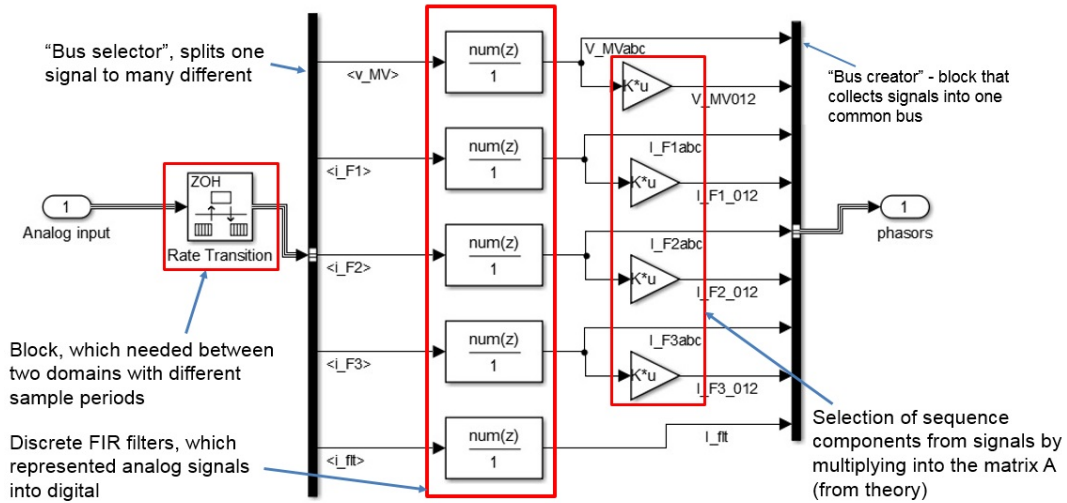 “Bus selector”, splits one
signal to many different
<v_MV>
num(z)
1
V_MVabc
K*u
V_MV012
“Bus creator” - block that
collects signals into one
common bus
<i_F1>
num(z)
1
I_F1abc
K*u
I_F1_012
1
Analog input
ZOH
Rate Transition
<i_F2>
num(z)
1
I_F2abc
K*u
I_F2_012
1
phasors
<i_F3>
num(z)
1
I_F3abc
K*u
I_F3_012
Block, which needed between
two domains with different
sample periods
<i_flt>
num(z)
1
I_flt
Discrete FIR filters, which
represented analog signals
into digital
Selection of sequence
components from signals by
multiplying into the matrix A
(from theory)